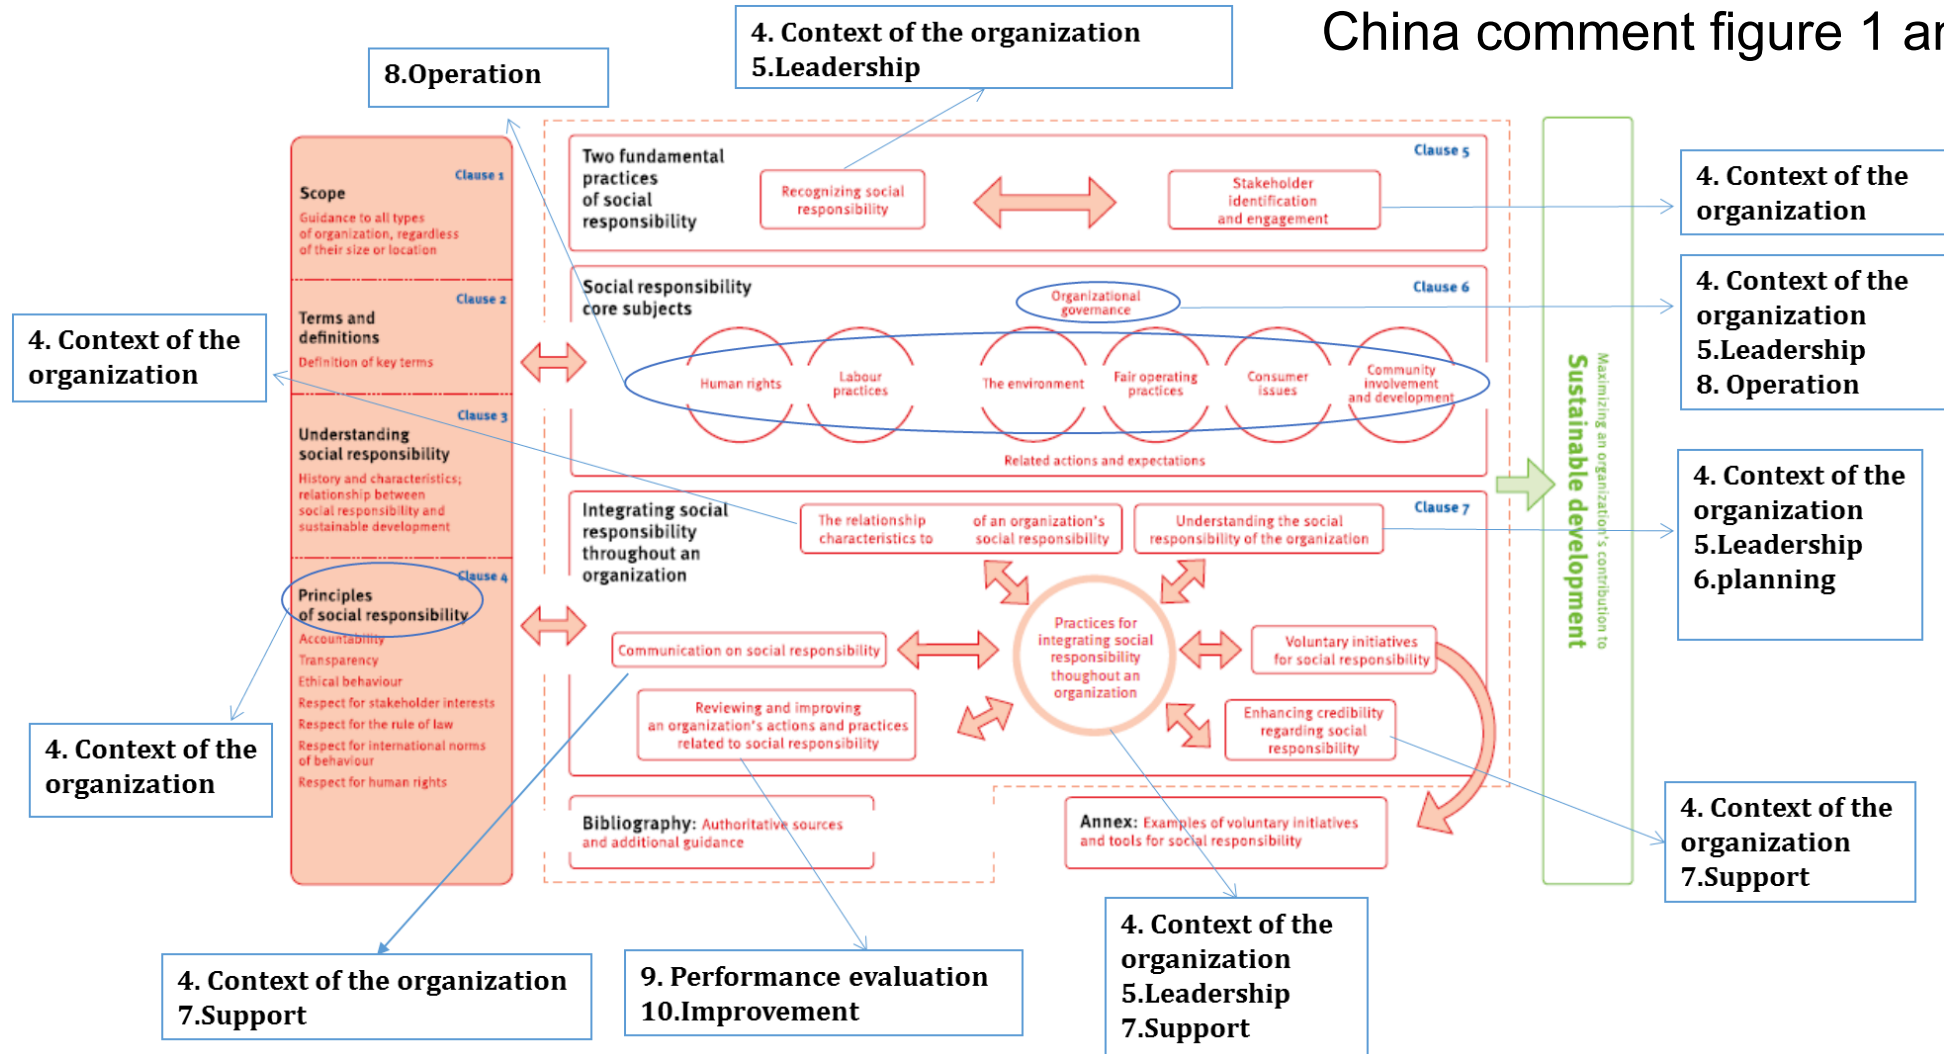 China comment figure 1 an
8.Operation
4. Context of the organization
5.Leadership
Clause 1
Scope
Guidance to all types
of organization, regardless
of their size or location
Clause 2
Terms and
definitions
Definition of key terms
Clause 3
Understanding
social responsibility
History and characteristics;
relationship between
social responsibility and
sustainable development
Clause 4
Principles
of social responsibility
Accountability
Transparency
Ethical behaviour
Respect for stakeholder interests
Respect for the rule of law
Respect for international norms
of behaviour
Respect for human rights
4. Context of the
organization
4. Context of the
organization
Two fundamental
practices
of social
responsibility
Clause 5
Recognizing social
responsibility
Stakeholder
identification
and engagement
Social responsibility
core subjects
Clause 6
Organizational
governance
Human rights
Labour
practices
The environment
Fair operating
practices
Consumer
issues
Community
involvement
and development
Related actions and expectations
Integrating social
responsibility
throughout an
organization
Clause 7
The relationship of an organization's
characteristics to social responsibility
Understanding the social
responsibility of the organization
Practices for
integrating social
responsibility
thoughout an
organization
Communication on social responsibility
Voluntary initiatives
for social responsibility
Reviewing and improving
an organization's actions and practices
related to social responsibility
Enhancing credibility
regarding social
responsibility
Bibliography: Authoritative sources
and additional guidance
Annex: Examples of voluntary initiatives
and tools for social responsibility
Maximizing an organization's contribution to
Sustainable development
4. Context of the
organization
4. Context of the
organization
5.Leadership
8. Operation
4. Context of the
organization
5.Leadership
6.planning
4. Context of the
organization
7.Support
4. Context of the organization
7.Support
9. Performance evaluation
10.Improvement
4. Context of the
organization
5.Leadership
7.Support